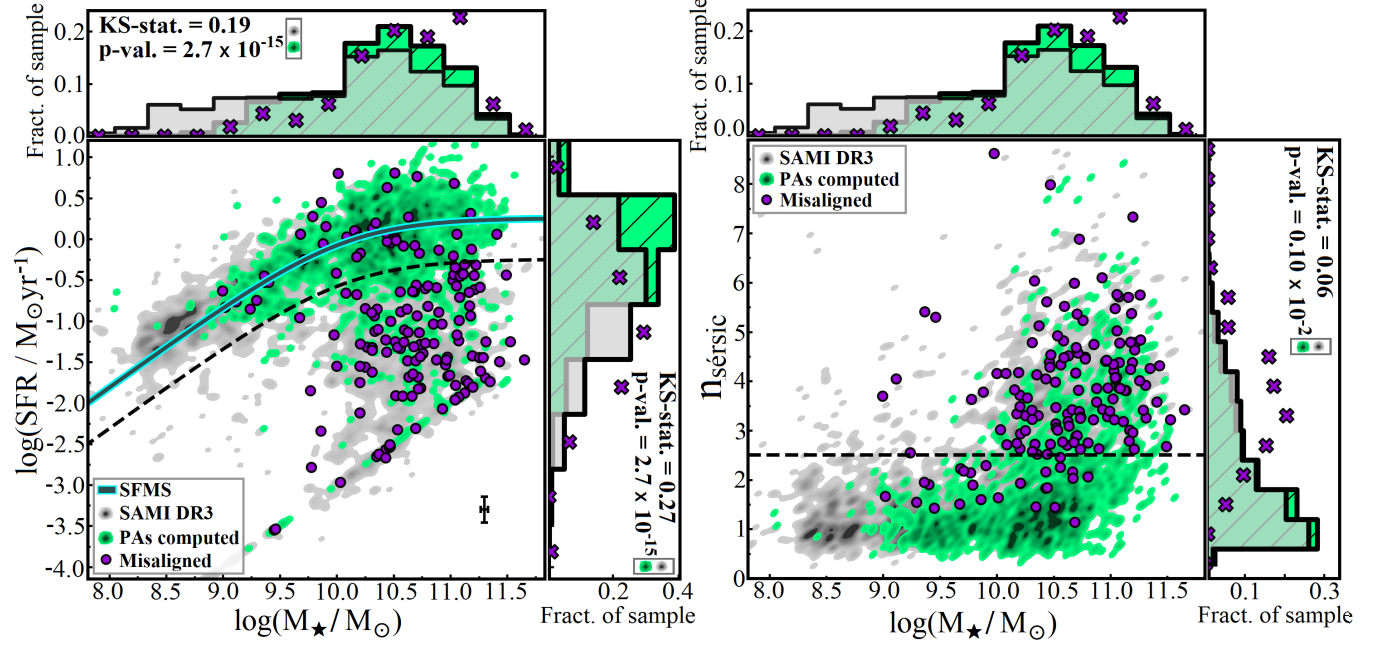 Fract. of sample
0.2
0.1
0.0
KS-stat. = 0.19
p-val. = 2.7 x 10⁻¹⁵
log(SFR / M⊙yr⁻¹)
1.0
0.5
0.0
-0.5
-1.0
-1.5
-2.0
-2.5
-3.0
-3.5
-4.0
SFMS
SAMI DR3
PAs computed
Misaligned
8.0 8.5 9.0 9.5 10.0 10.5 11.0 11.5
log(M★/ M⊙)
KS-stat. = 0.27
p-val. = 2.7 x 10⁻¹⁵
0.2 0.4
Fract. of sample
Fract. of sample
0.2
0.1
0.0
nsérsic
8
7
6
5
4
3
2
1
0
SAMI DR3
PAs computed
Misaligned
8.0 8.5 9.0 9.5 10.0 10.5 11.0 11.5
log(M★/ M⊙)
KS-stat. = 0.06
p-val. = 0.10 x 10⁻²
0.1 0.3
Fract. of sample